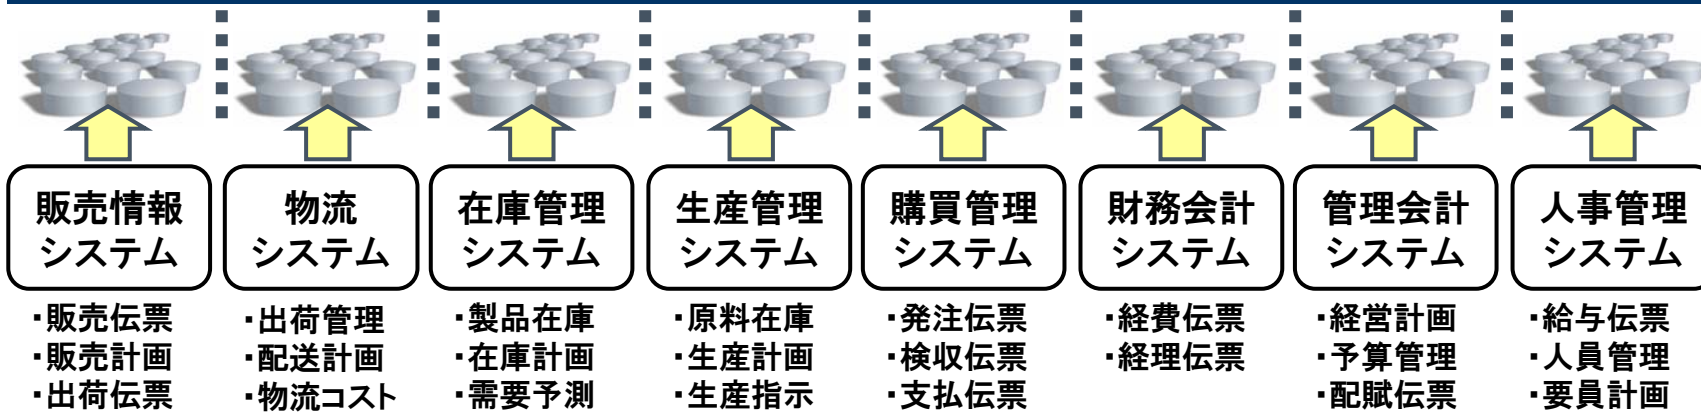 販売情報
システム
物流
システム
在庫管理
システム
生産管理
システム
購買管理
システム
財務会計
システム
管理会計
システム
人事管理
システム
・販売伝票
・販売計画
・出荷伝票
・出荷管理
・配送計画
・物流コスト
・製品在庫
・在庫計画
・需要予測
・原料在庫
・生産計画
・生産指示
・発注伝票
・検収伝票
・支払伝票
・経費伝票
・経理伝票
・経営計画
・予算管理
・配賦伝票
・給与伝票
・人員管理
・要員計画